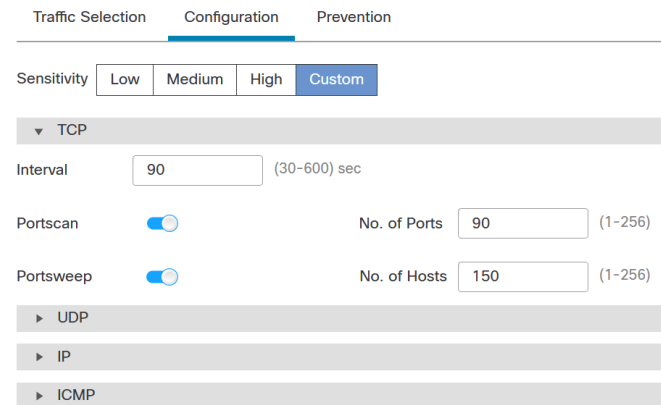 Traffic Selection Configuration Prevention
Sensitivity Low Medium High Custom
TCP
Interval 90 (30-600) sec
Portscan No. of Ports 90 (1-256)
Portsweep No. of Hosts 150 (1-256)
UDP
IP
ICMP